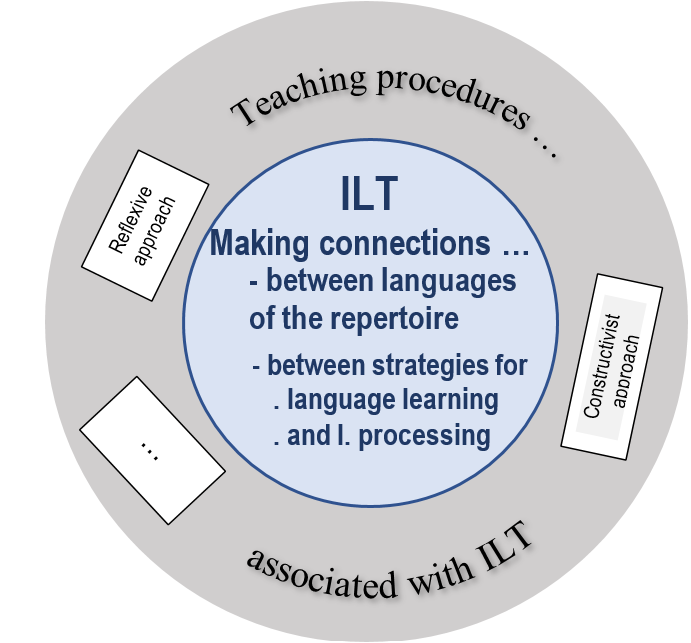 Teaching procedures …
Reflexive
approach
ILT
Making connections …
- between languages
of the repertoire
- between strategies for
. language learning
. and l. processing
Constructivist
approach
…
associated with ILT